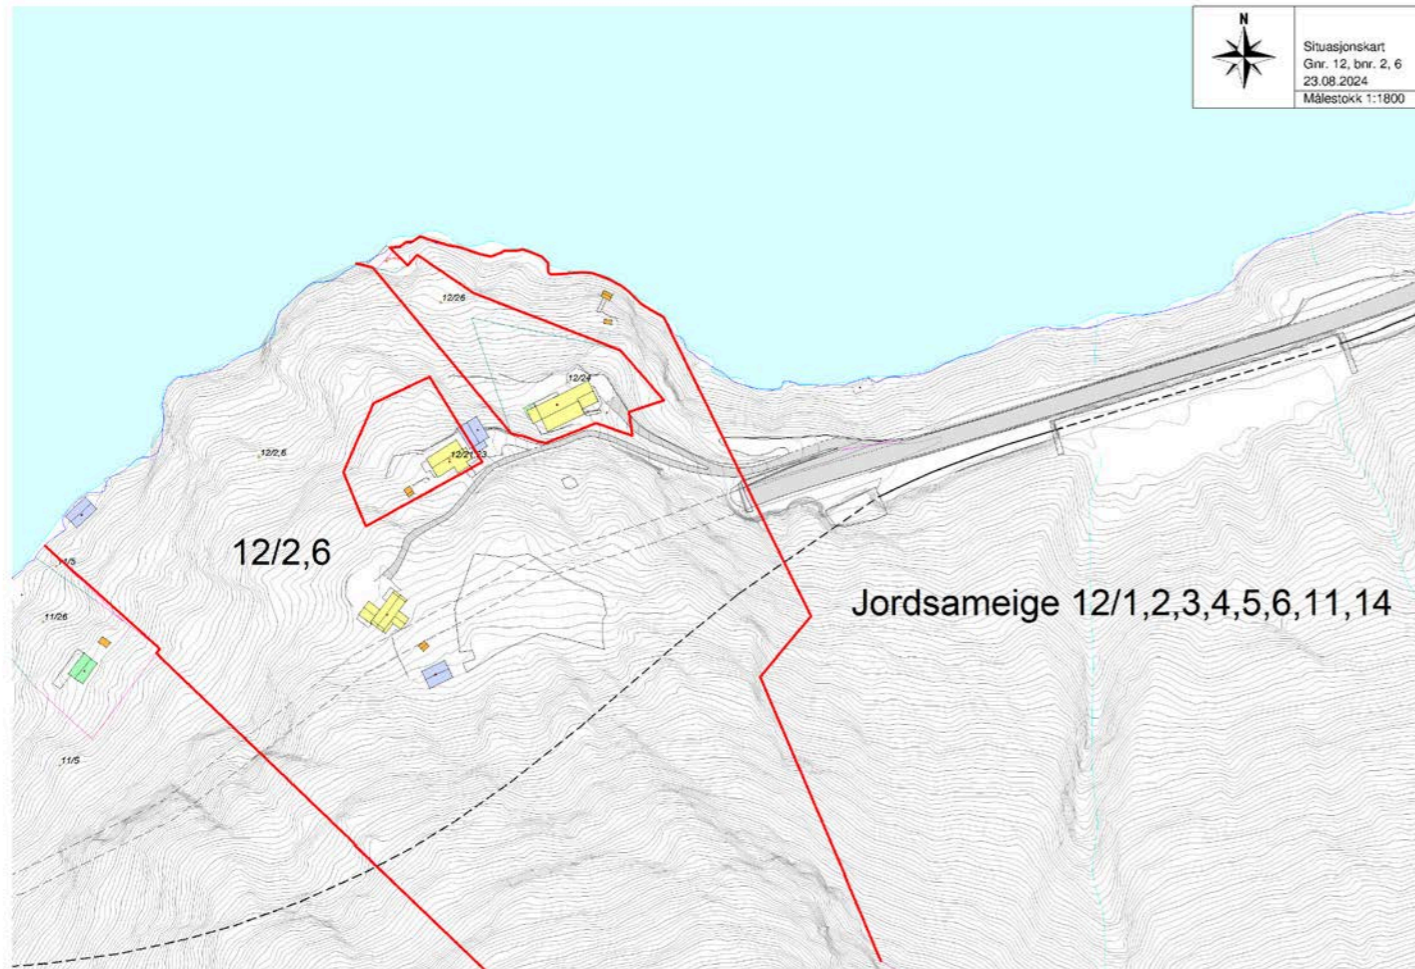 N
Situasjonskart
Gnr. 12, bnr. 2, 6
23.08.2024
Målestokk 1:1800
12/26
12/24
12/2,6
12/21,23
12/2,6
11/5
Jordsameige 12/1,2,3,4,5,6,11,14
11/26
11/5